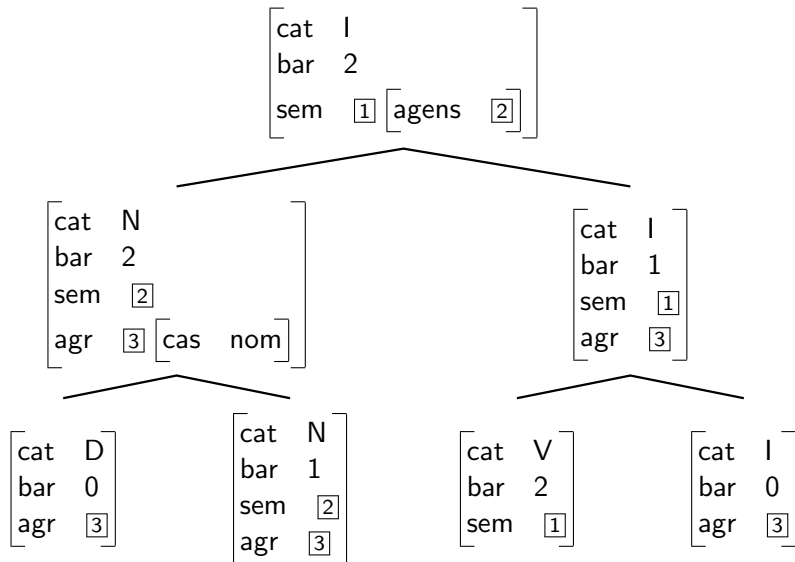 cat I
bar 2
sem 1 agens 2
cat N
bar 2
sem 2
agr 3 cas nom
cat I
bar 1
sem 1
agr 3
cat D
bar 0
agr 3
cat N
bar 1
sem 2
agr 3
cat V
bar 2
sem 1
cat I
bar 0
agr 3